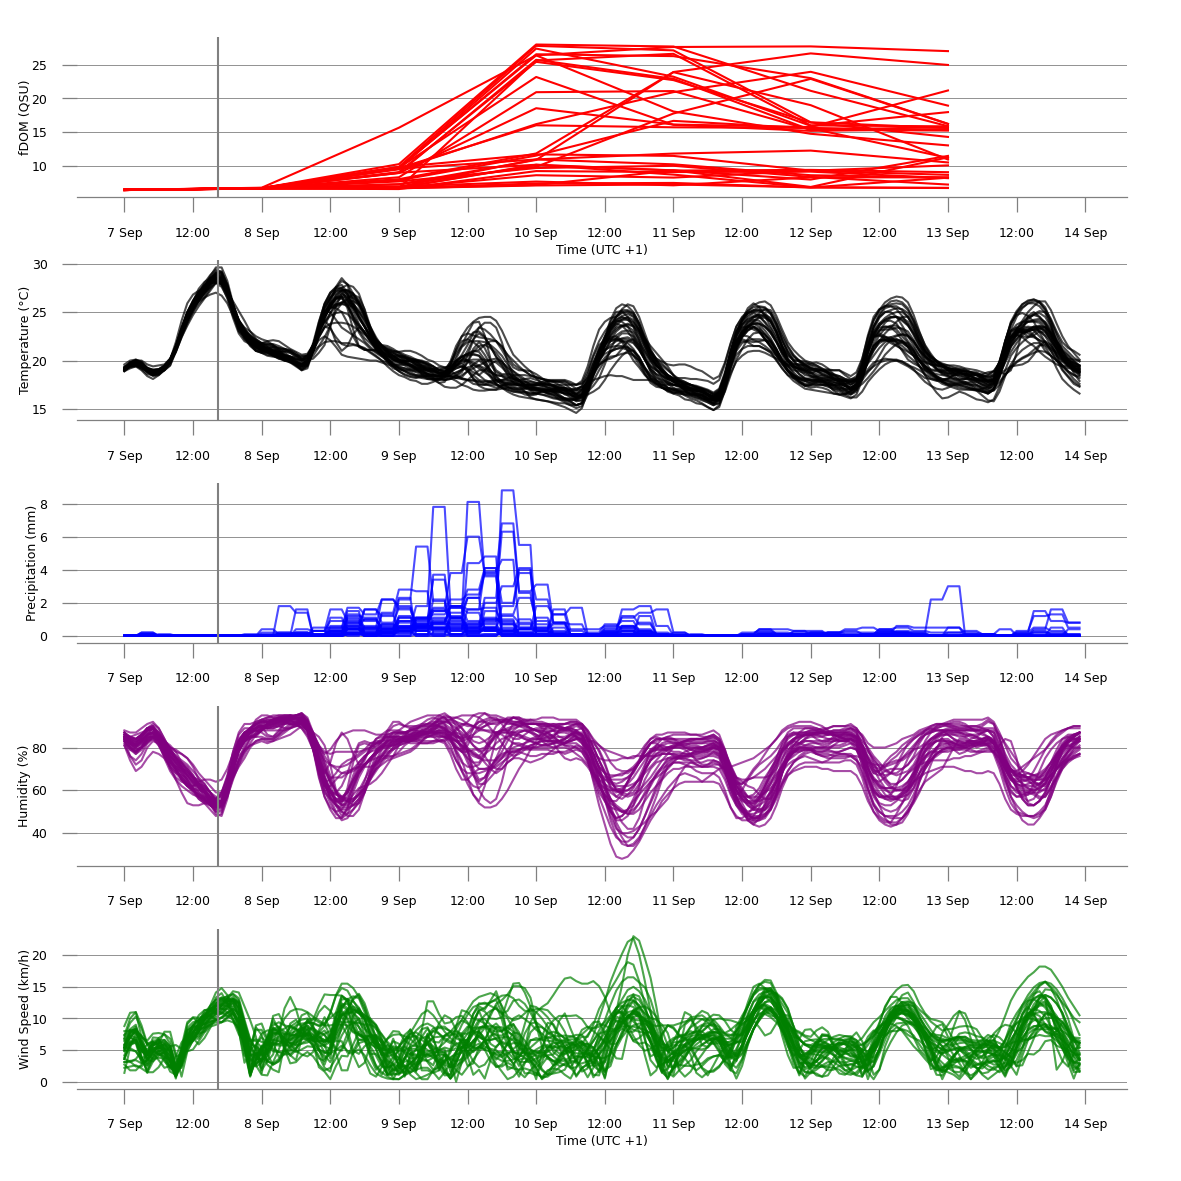 25
20
15
10
fDOM (QSU)
7 Sep 12:00 8 Sep 12:00 9 Sep 12:00 10 Sep 12:00 11 Sep 12:00 12 Sep 12:00 13 Sep 12:00 14 Sep
Time (UTC +1)
30
25
20
15
Temperature (°C)
7 Sep 12:00 8 Sep 12:00 9 Sep 12:00 10 Sep 12:00 11 Sep 12:00 12 Sep 12:00 13 Sep 12:00 14 Sep
8
6
4
2
0
Precipitation (mm)
7 Sep 12:00 8 Sep 12:00 9 Sep 12:00 10 Sep 12:00 11 Sep 12:00 12 Sep 12:00 13 Sep 12:00 14 Sep
80
60
40
Humidity (%)
7 Sep 12:00 8 Sep 12:00 9 Sep 12:00 10 Sep 12:00 11 Sep 12:00 12 Sep 12:00 13 Sep 12:00 14 Sep
20
15
10
5
0
Wind Speed (km/h)
7 Sep 12:00 8 Sep 12:00 9 Sep 12:00 10 Sep 12:00 11 Sep 12:00 12 Sep 12:00 13 Sep 12:00 14 Sep
Time (UTC +1)